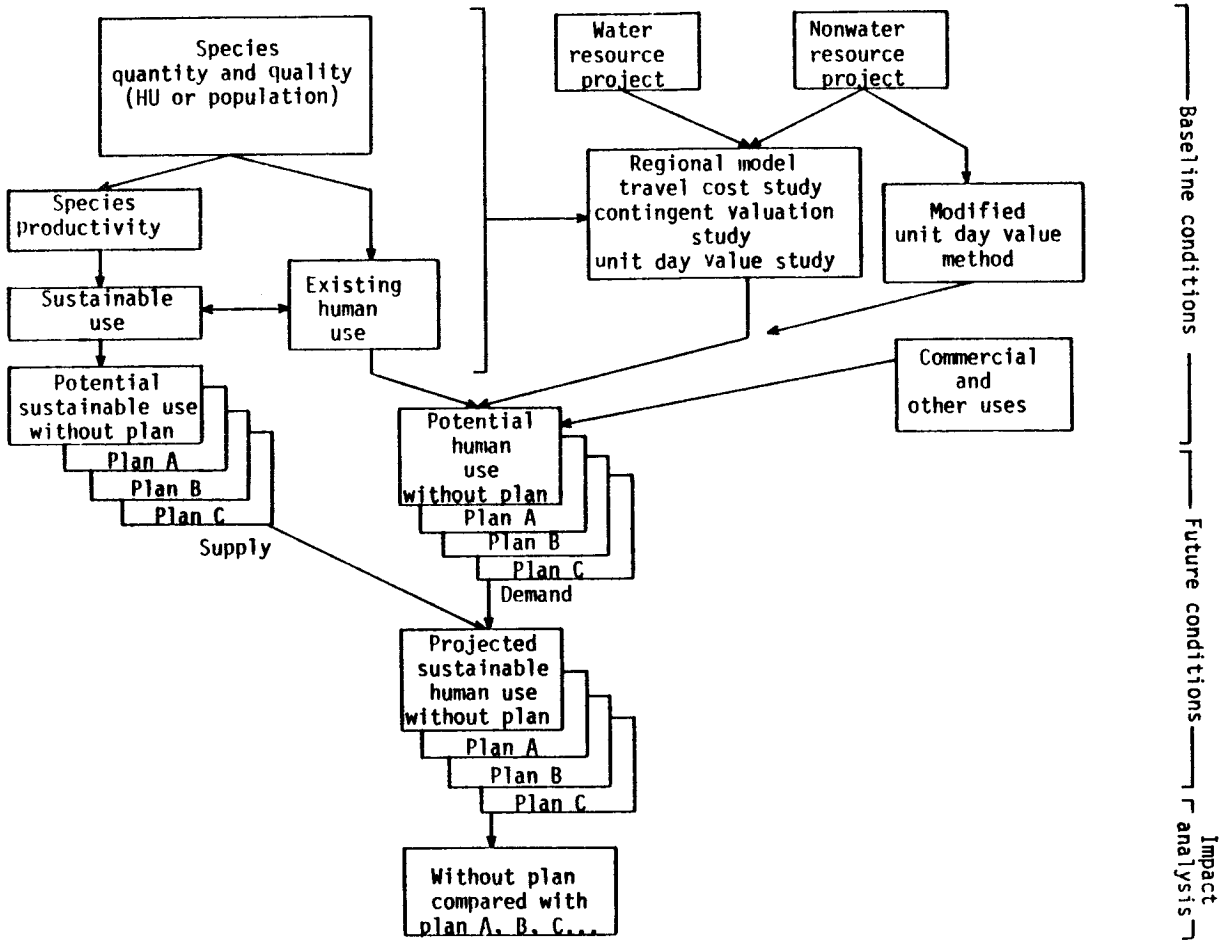 Species
quantity and quality
(HU or population)
Water
resource
project
Nonwater
resource
project
Species
productivity
Regional model
travel cost study
contingent valuation
study
unit day value study
Modified
unit day value
method
Sustainable
use
Existing
human
use
Commercial
and
other uses
Potential
sustainable use
without plan
Plan A
Plan B
Plan C
Supply
Potential
human
use
without plan
Plan A
Plan B
Plan C
Demand
Projected
sustainable
human use
without plan
Plan A
Plan B
Plan C
Without plan
compared with
plan A, B, C...
Baseline conditions
Future conditions
Impact
analysis